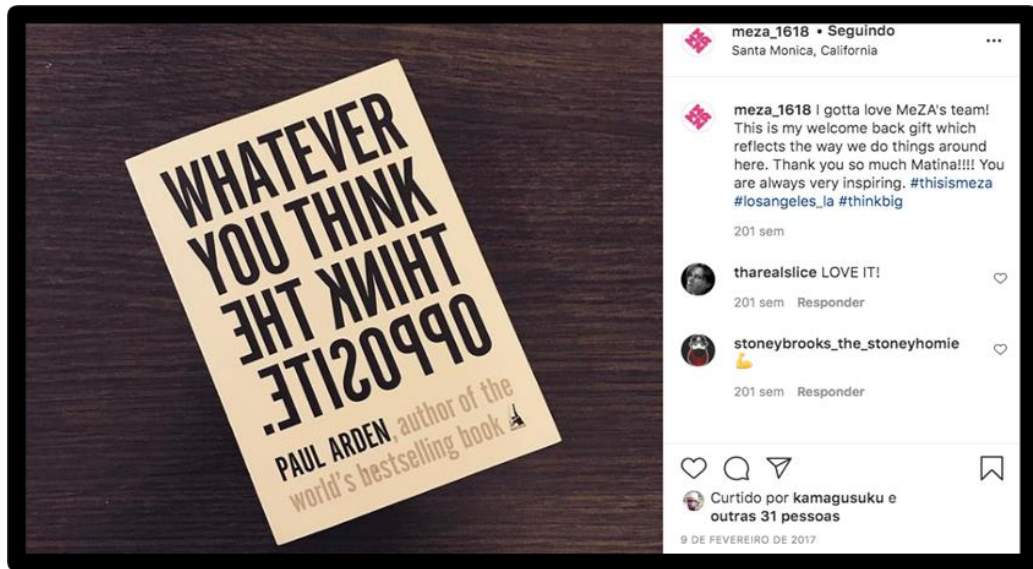 WHATEVER
YOU THINK
THINK THE
OPPOSITE.
PAUL ARDEN, author of the
world's bestselling book
meza_1618 • Seguindo
Santa Monica, California
meza_1618 I gotta love MeZA's team!
This is my welcome back gift which
reflects the way we do things around
here. Thank you so much Matina!!!! You
are always very inspiring. #thisismeza
#losangeles_la #thinkbig
201 sem
tharealslice LOVE IT!
201 sem Responder
stoneybrooks_the_stoneyhomie
💪
201 sem Responder
Curtido por kamagusuku e
outras 31 pessoas
9 DE FEVEREIRO DE 2017